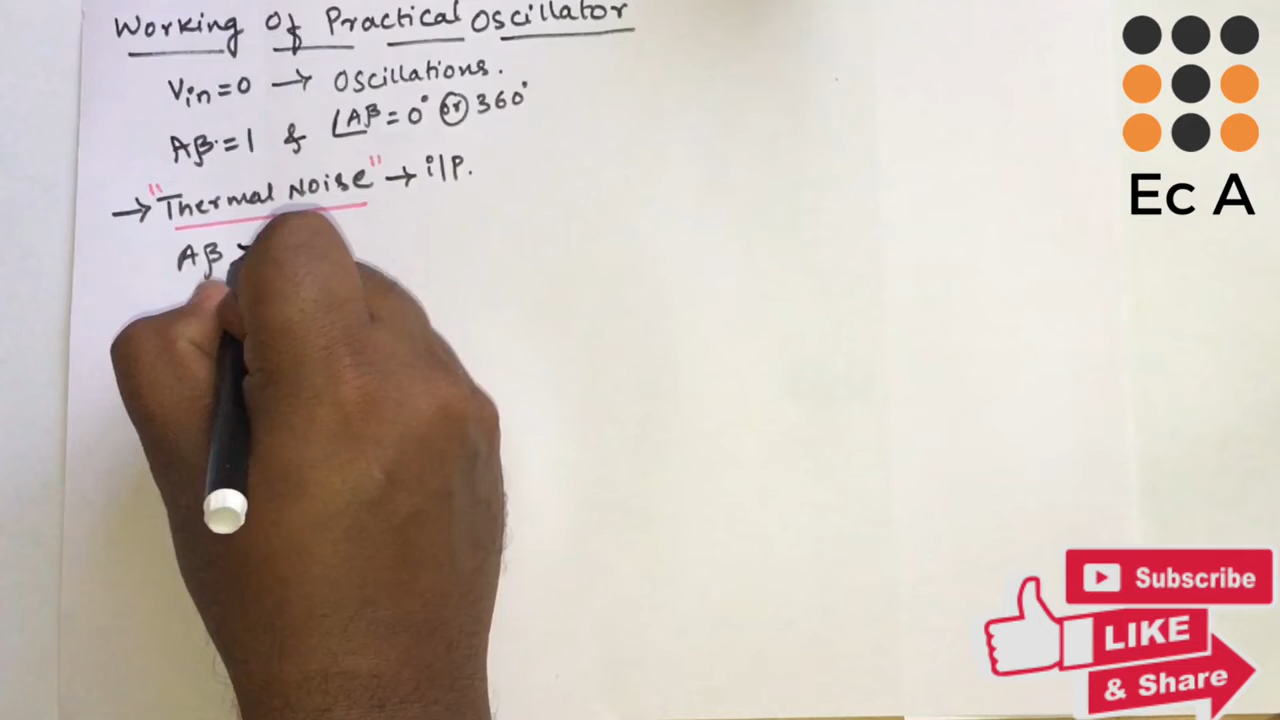 Working Of Practical Oscillator
Vin=0 → Oscillations.
Aβ=1 & ∠Aβ=0° or 360°
→ "Thermal Noise" → i/p.
Aβ >
Ec A
Subscribe
LIKE
& Share